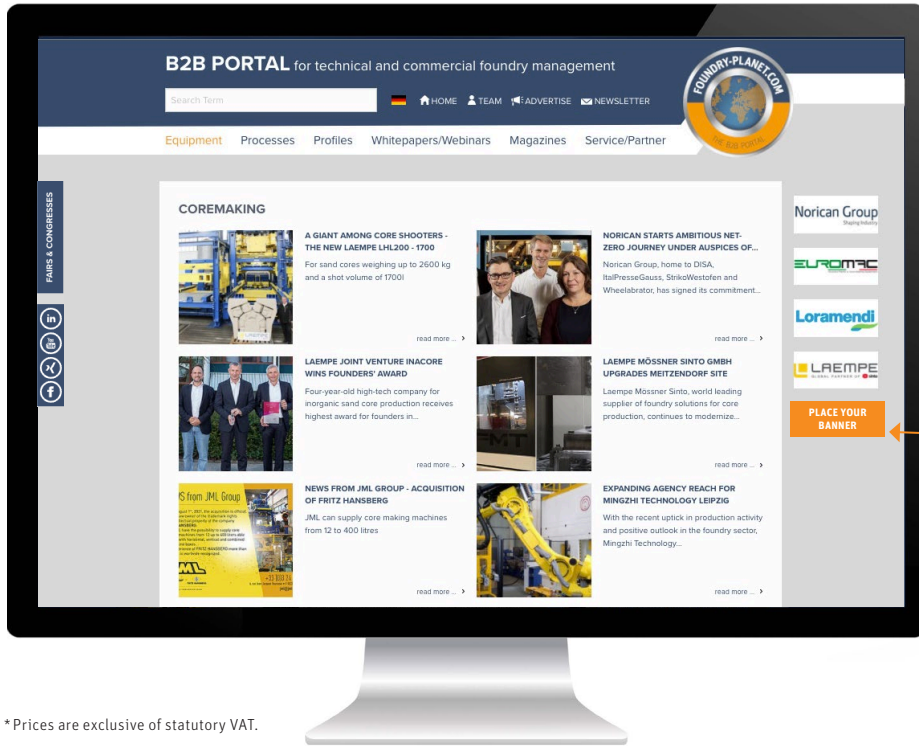 B2B PORTAL for technical and commercial foundry management
FOUNDRY-PLANET.COM
THE B2B PORTAL
Search Term
HOME TEAM ADVERTISE NEWSLETTER
Equipment Processes Profiles Whitepapers/Webinars Magazines Service/Partner
FAIRS & CONGRESSES
COREMAKING
A GIANT AMONG CORE SHOOTERS -
THE NEW LAEMPE LHL200 - 1700
For sand cores weighing up to 2600 kg
and a shot volume of 1700l
read more ...
NORICAN STARTS AMBITIOUS NET-
ZERO JOURNEY UNDER AUSPICES OF...
Norican Group, home to DISA,
ItalPresseGauss, StrikoWestofen and
Wheelabrator, has signed its commitment...
read more ...
LAEMPE JOINT VENTURE INACORE
WINS FOUNDERS' AWARD
Four-year-old high-tech company for
inorganic sand core production receives
highest award for founders in...
read more ...
LAEMPE MÖSSNER SINTO GMBH
UPGRADES MEITZENDORF SITE
Laempe Mössner Sinto, world leading
supplier of foundry solutions for core
production, continues to modernize...
read more ...
NEWS FROM JML GROUP - ACQUISITION
OF FRITZ HANSBERG
JML can supply core making machines
from 12 to 400 litres
read more ...
EXPANDING AGENCY REACH FOR
MINGZHI TECHNOLOGY LEIPZIG
With the recent uptick in production activity
and positive outlook in the foundry sector,
Mingzhi Technology...
read more ...
S from JML Group
JML
FMT
Norican Group
Shaping Industry
EUROMAC
Loramendi
LAEMPE
PLACE YOUR
BANNER
*Prices are exclusive of statutory VAT.